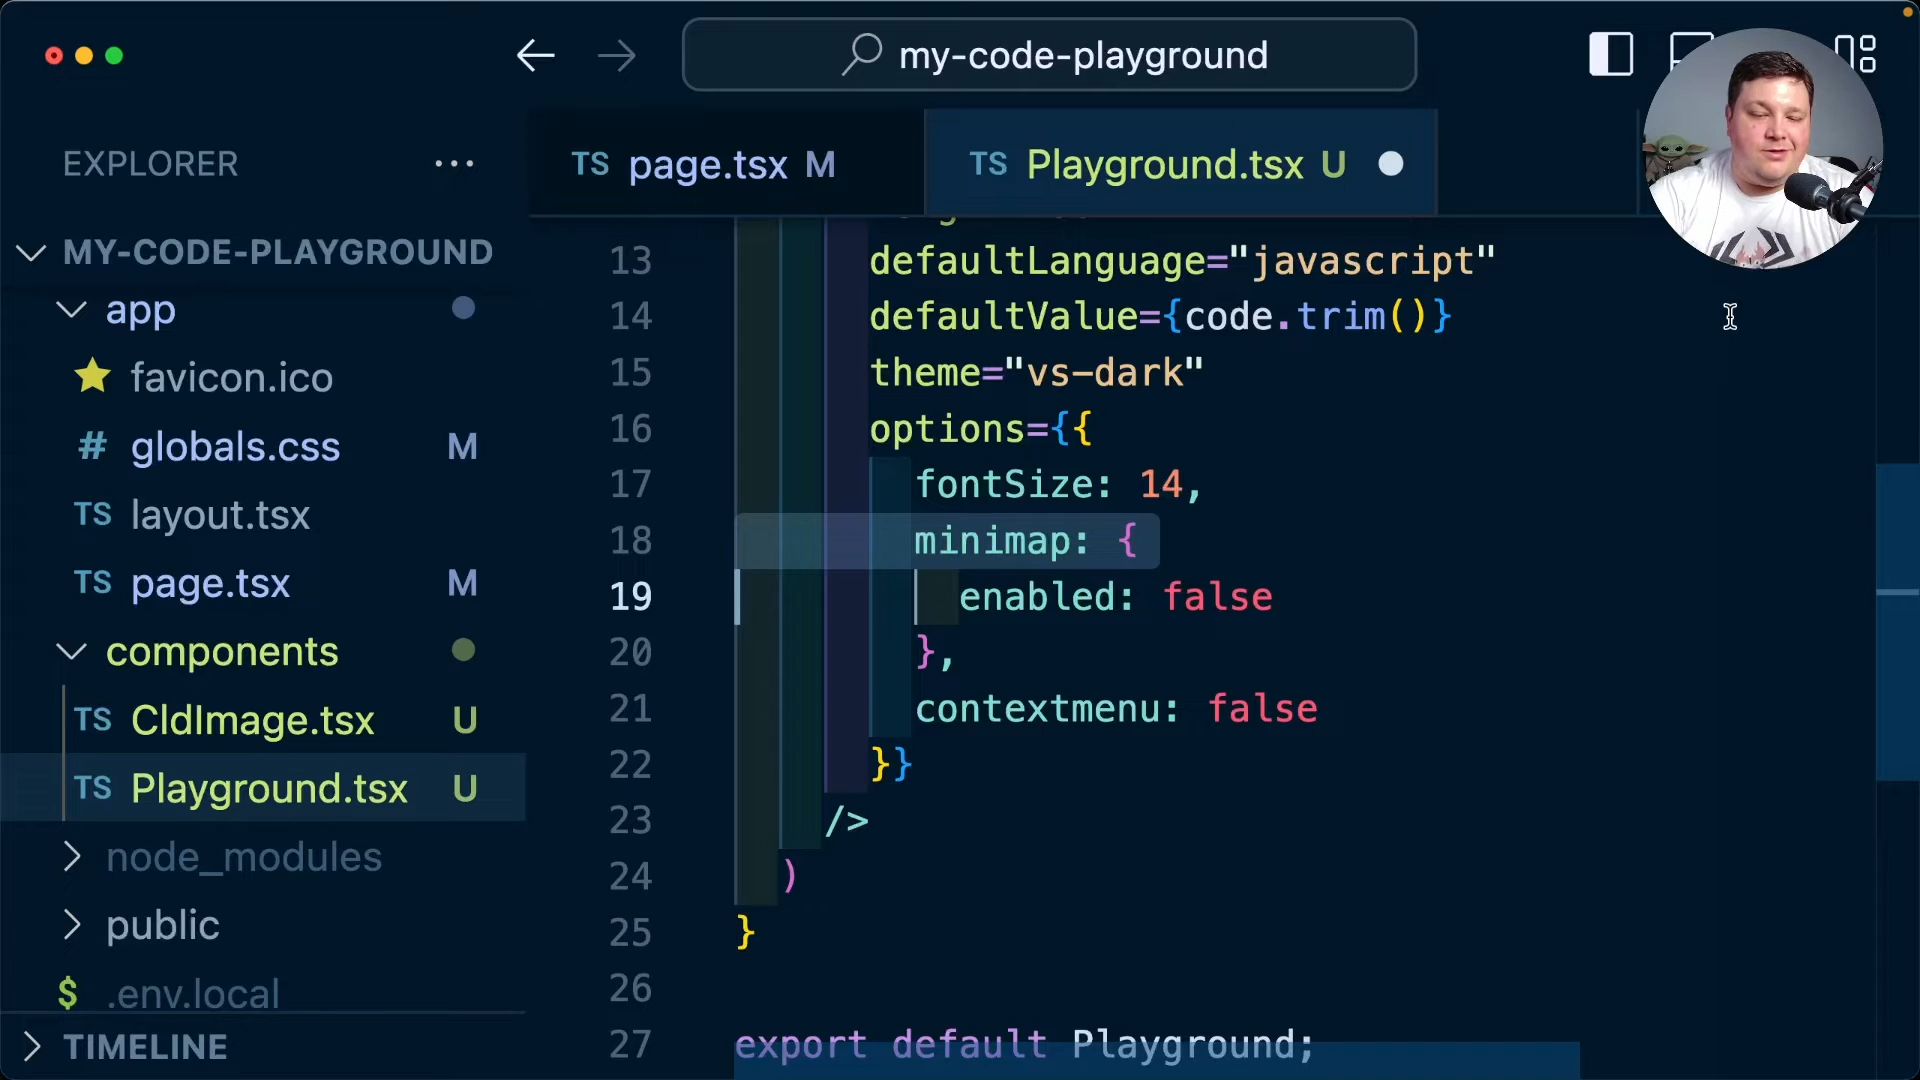 my-code-playground
EXPLORER
...
TS page.tsx M
TS Playground.tsx U
MY-CODE-PLAYGROUND
app
favicon.ico
# globals.css M
TS layout.tsx
TS page.tsx M
components
TS CldImage.tsx U
TS Playground.tsx U
node_modules
public
$ .env.local
TIMELINE
13 defaultLanguage="javascript"
14 defaultValue={code.trim()}
15 theme="vs-dark"
16 options={{
17 fontSize: 14,
18 minimap: {
19 enabled: false
20 },
21 contextmenu: false
22 }}
23 />
24 )
25 }
26
27 export default Playground;